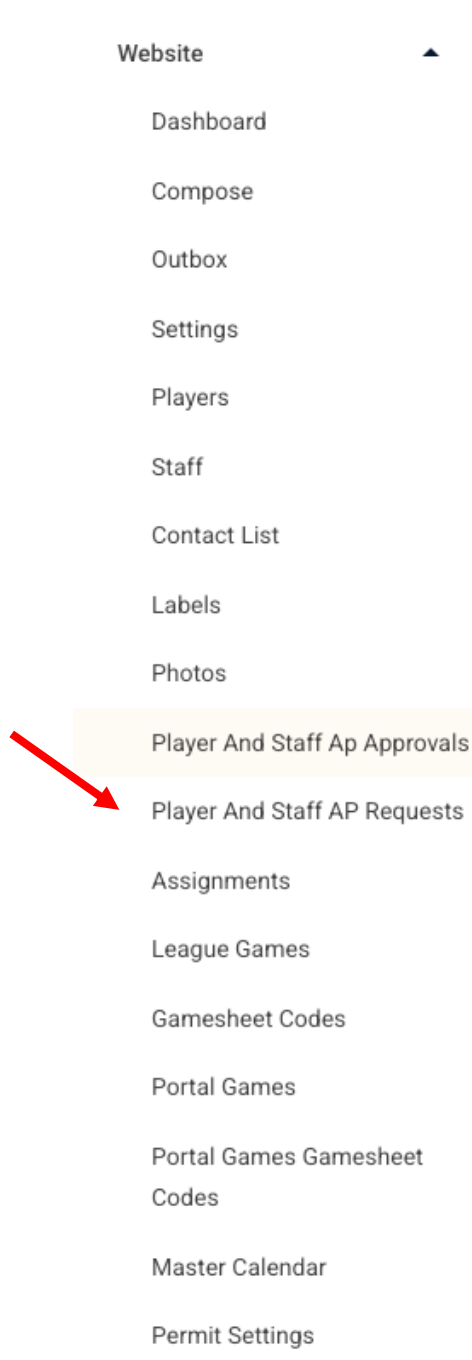 Website
Dashboard
Compose
Outbox
Settings
Players
Staff
Contact List
Labels
Photos
Player And Staff Ap Approvals
Player And Staff AP Requests
Assignments
League Games
Gamesheet Codes
Portal Games
Portal Games Gamesheet
Codes
Master Calendar
Permit Settings